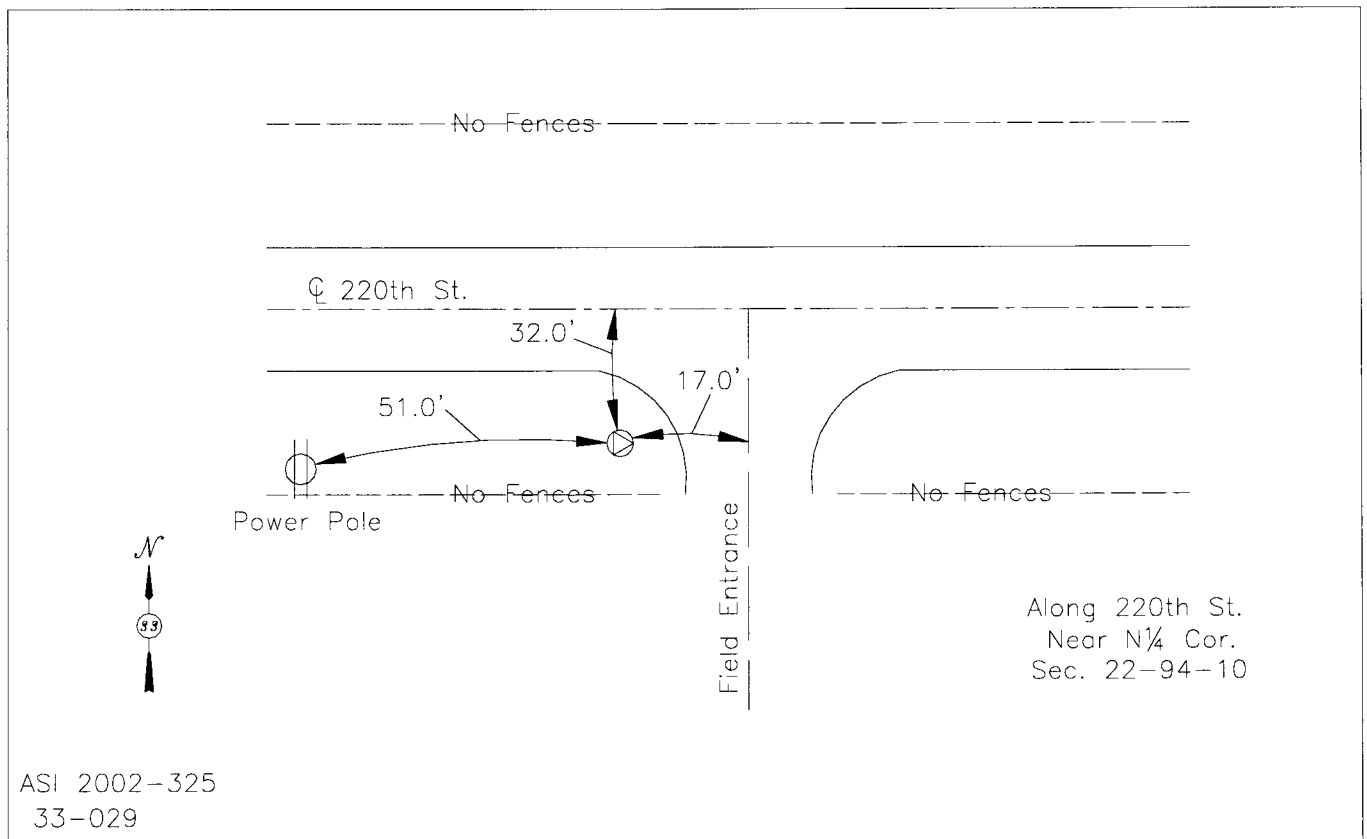 No Fences
℄ 220th St.
32.0'
17.0'
51.0'
No Fences
No Fences
Power Pole
N
33
Field Entrance
Along 220th St.
Near N¼ Cor.
Sec. 22-94-10
ASI 2002-325
33-029